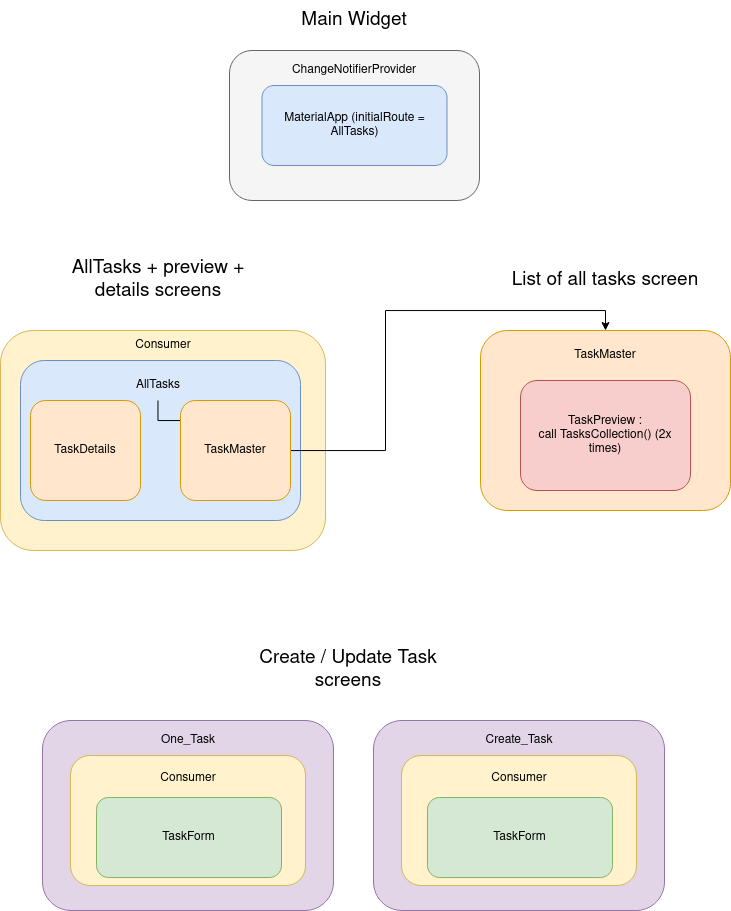 Main Widget
ChangeNotifierProvider
MaterialApp (initialRoute =
AllTasks)
AllTasks + preview +
details screens
List of all tasks screen
Consumer
AllTasks
TaskDetails
TaskMaster
TaskMaster
TaskPreview :
call TasksCollection() (2x
times)
Create / Update Task
screens
One_Task
Consumer
TaskForm
Create_Task
Consumer
TaskForm